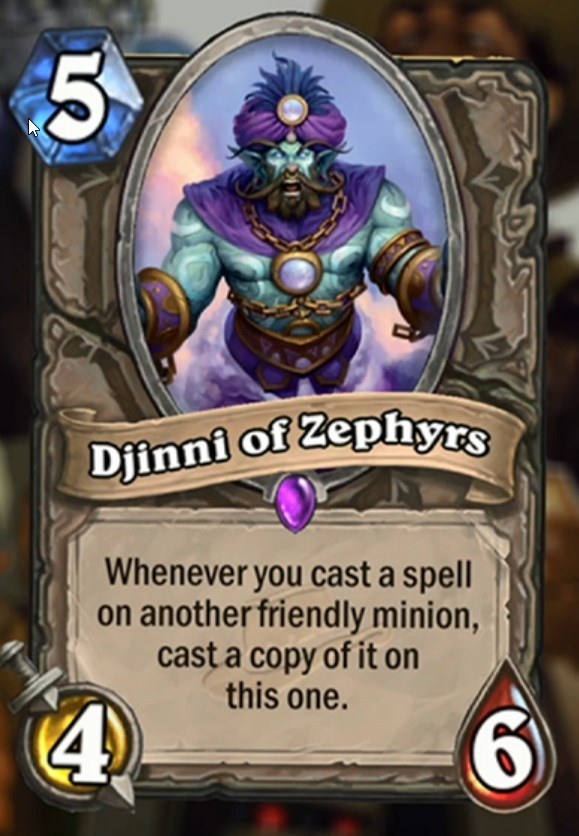 5
Djinni of Zephyrs
Whenever you cast a spell
on another friendly minion,
cast a copy of it on
this one.
4
6